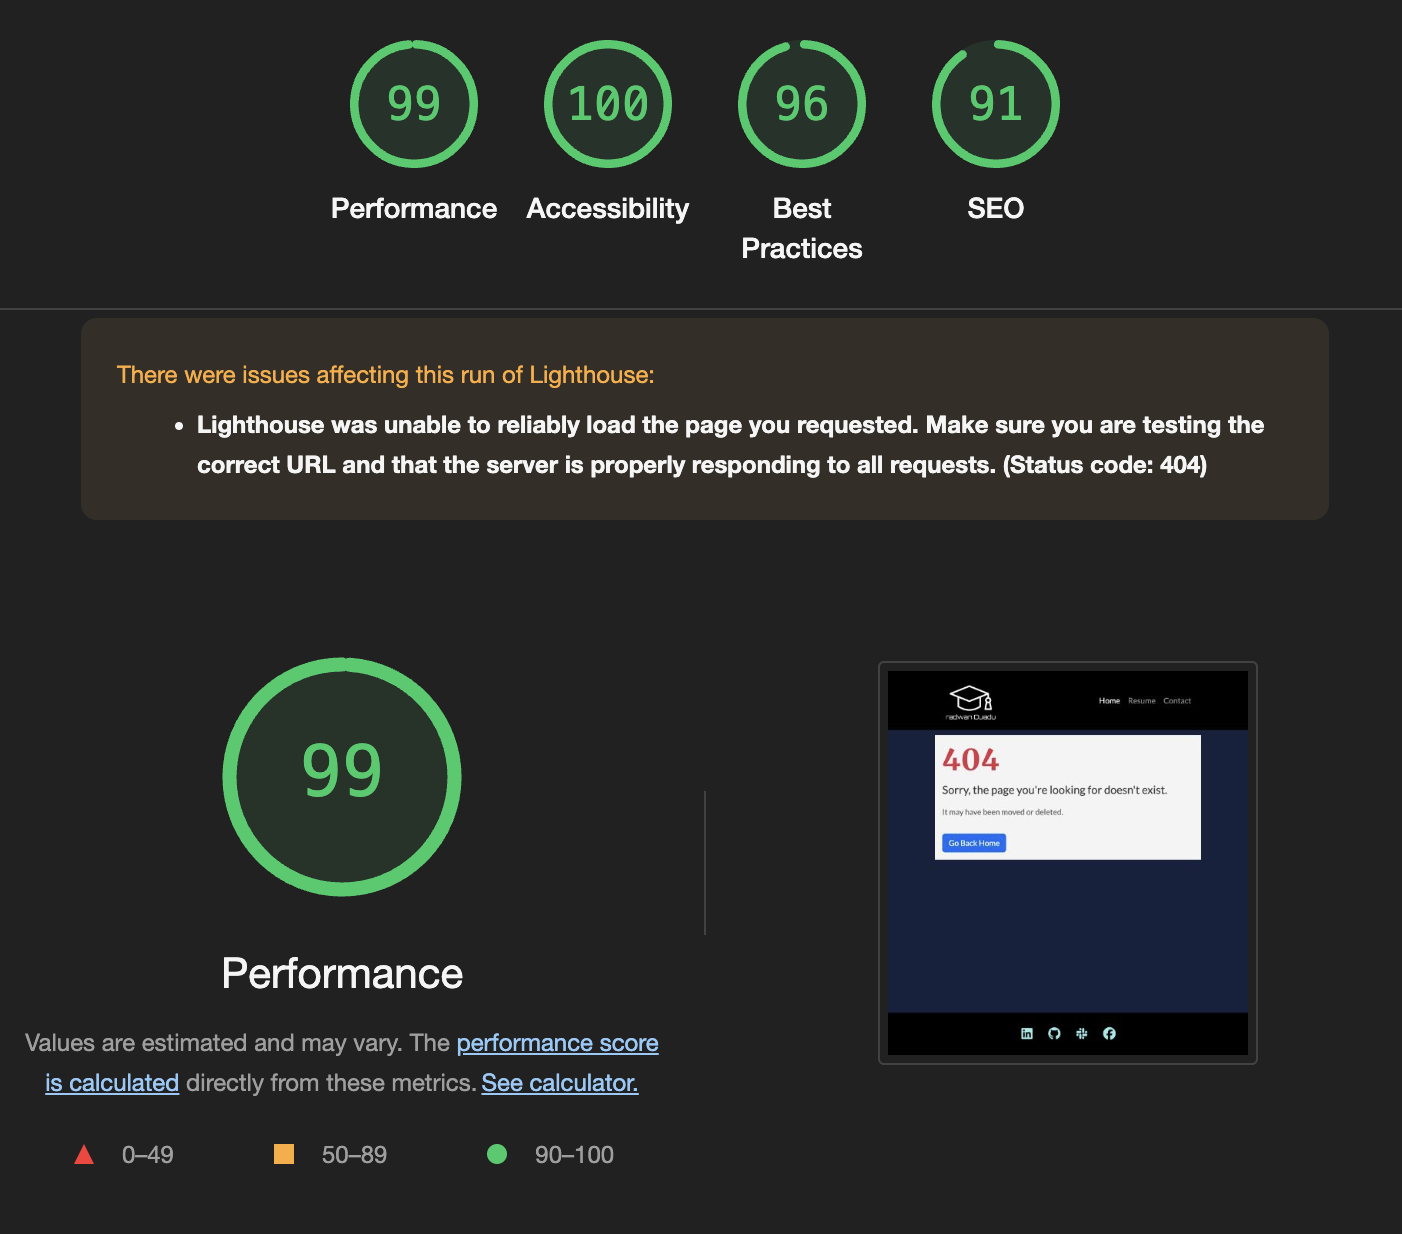 99
100
96
91
Performance
Accessibility
Best
Practices
SEO
There were issues affecting this run of Lighthouse:
Lighthouse was unable to reliably load the page you requested. Make sure you are testing the
correct URL and that the server is properly responding to all requests. (Status code: 404)
99
Performance
Values are estimated and may vary. The performance score
is calculated directly from these metrics. See calculator.
0–49
50–89
90–100
radwan Duadu
Home
Resume
Contact
404
Sorry, the page you're looking for doesn't exist.
It may have been moved or deleted.
Go Back Home